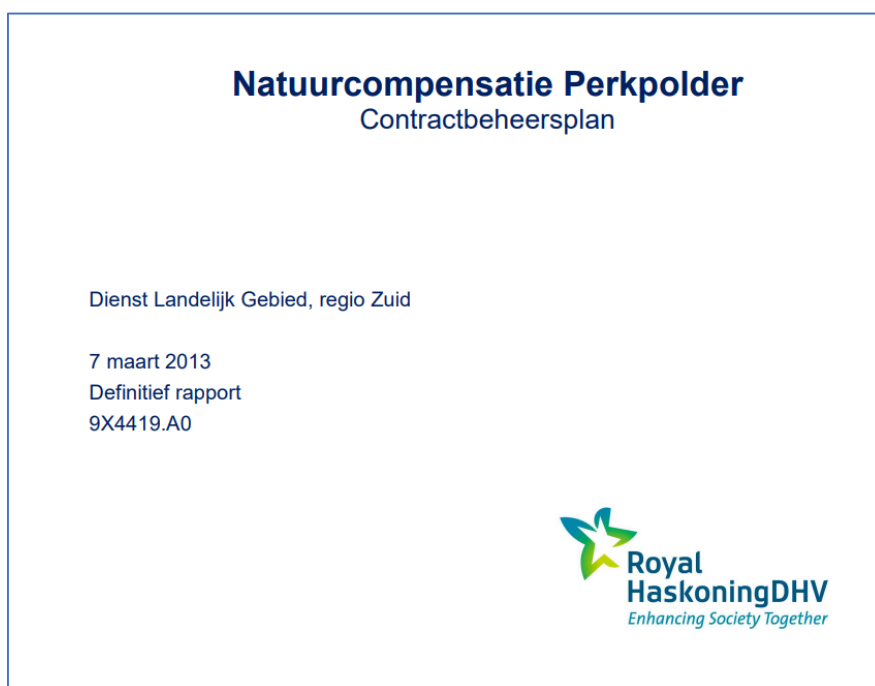 Natuurcompensatie Perkpolder
Contractbeheersplan
Dienst Landelijk Gebied, regio Zuid
7 maart 2013
Definitief rapport
9X4419.A0
Royal
HaskoningDHV
Enhancing Society Together